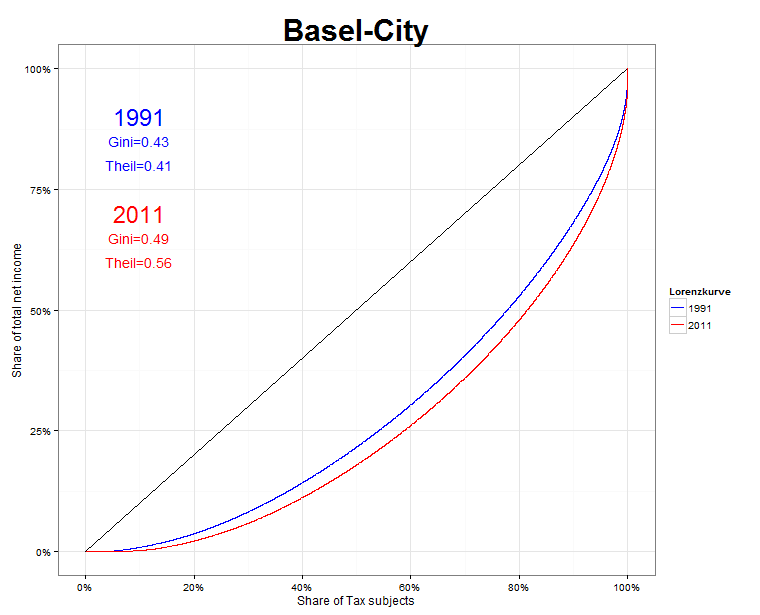 Basel-City
100%
75%
50%
25%
0%
Share of total net income
1991
Gini=0.43
Theil=0.41
2011
Gini=0.49
Theil=0.56
Lorenzkurve
1991
2011
0%
20%
40%
60%
80%
100%
Share of Tax subjects